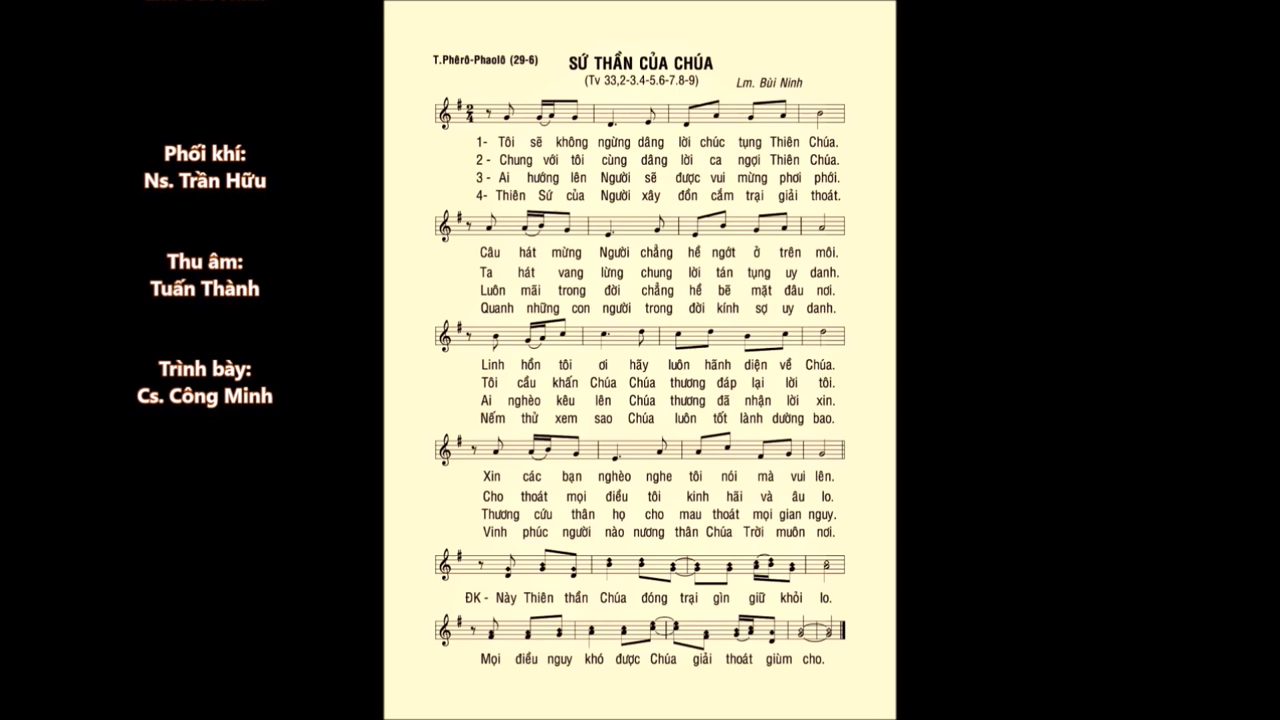 Phối khí:
Ns. Trần Hữu
Thu âm:
Tuấn Thành
Trình bày:
Cs. Công Minh
T.Phêrô-Phaolô (29-6)
SỨ THẦN CỦA CHÚA
(Tv 33,2-3.4-5.6-7.8-9)
Lm. Bùi Ninh
1- Tôi sẽ không ngừng dâng lời chúc tụng Thiên Chúa.
2 - Chung với tôi cùng dâng lời ca ngợi Thiên Chúa.
3 - Ai hướng lên Người sẽ được vui mừng phơi phới.
4- Thiên Sứ của Người xây đồn cắm trại giải thoát.
Câu hát mừng Người chẳng hề ngớt ở trên môi.
Ta hát vang lừng chung lời tán tụng uy danh.
Luôn mãi trong đời chẳng hề bẽ mặt đâu nơi.
Quanh những con người trong đời kính sợ uy danh.
Linh hồn tôi ơi hãy luôn hãnh diện về Chúa.
Tôi cầu khấn Chúa Chúa thương đáp lại lời tôi.
Ai nghèo kêu lên Chúa thương đã nhận lời xin.
Nếm thử xem sao Chúa luôn tốt lành dường bao.
Xin các bạn nghèo nghe tôi nói mà vui lên.
Cho thoát mọi điều tôi kinh hãi và âu lo.
Thương cứu thân họ cho mau thoát mọi gian nguy.
Vinh phúc người nào nương thân Chúa Trời muôn nơi.
ĐK - Này Thiên thần Chúa đóng trại gìn giữ khỏi lo.
Mọi điều nguy khó được Chúa giải thoát giùm cho.